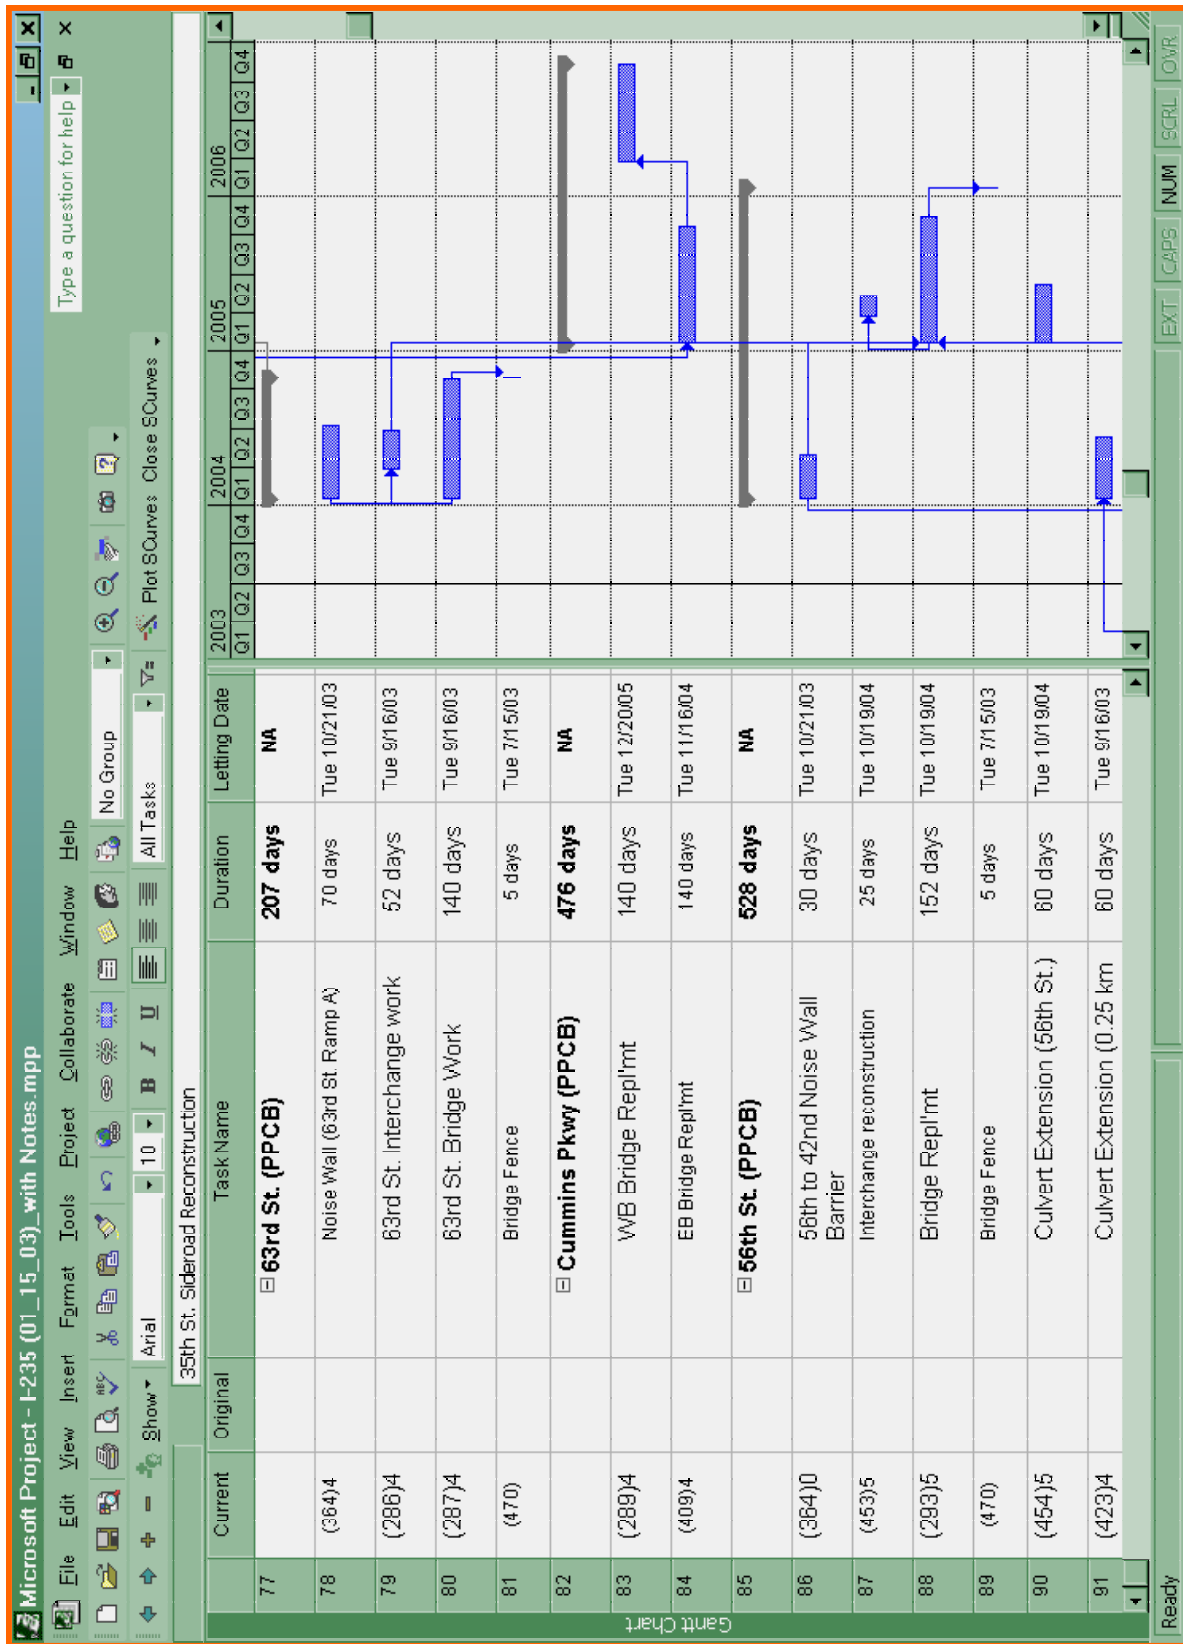 Microsoft Project - I-235 (01_15_03)_with Notes.mpp
File Edit View Insert Format Tools Project Collaborate Window Help Type a question for help
No Group
Show Arial 10 B I U All Tasks Plot SCurves Close SCurves
35th St. Sideroad Reconstruction
Current Original Task Name Duration Letting Date
2003 2004 2005 2006
Q1 Q2 Q3 Q4 Q1 Q2 Q3 Q4 Q1 Q2 Q3 Q4 Q1 Q2 Q3 Q4
77 63rd St. (PPCB) 207 days NA
78 (364)4 Noise Wall (63rd St. Ramp A) 70 days Tue 10/21/03
79 (286)4 63rd St. Interchange work 52 days Tue 9/16/03
80 (287)4 63rd St. Bridge Work 140 days Tue 9/16/03
81 (470) Bridge Fence 5 days Tue 7/15/03
82 Cummins Pkwy (PPCB) 476 days NA
83 (289)4 WB Bridge Repl'mt 140 days Tue 12/20/05
84 (409)4 EB Bridge Repl'mt 140 days Tue 11/16/04
85 56th St. (PPCB) 528 days NA
86 (364)0 56th to 42nd Noise Wall
Barrier 30 days Tue 10/21/03
87 (453)5 Interchange reconstruction 25 days Tue 10/19/04
88 (293)5 Bridge Repl'mt 152 days Tue 10/19/04
89 (470) Bridge Fence 5 days Tue 7/15/03
90 (454)5 Culvert Extension (56th St.) 60 days Tue 10/19/04
91 (423)4 Culvert Extension (0.25 km 60 days Tue 9/16/03
Gantt Chart
Ready EXT CAPS NUM SCRL OVR